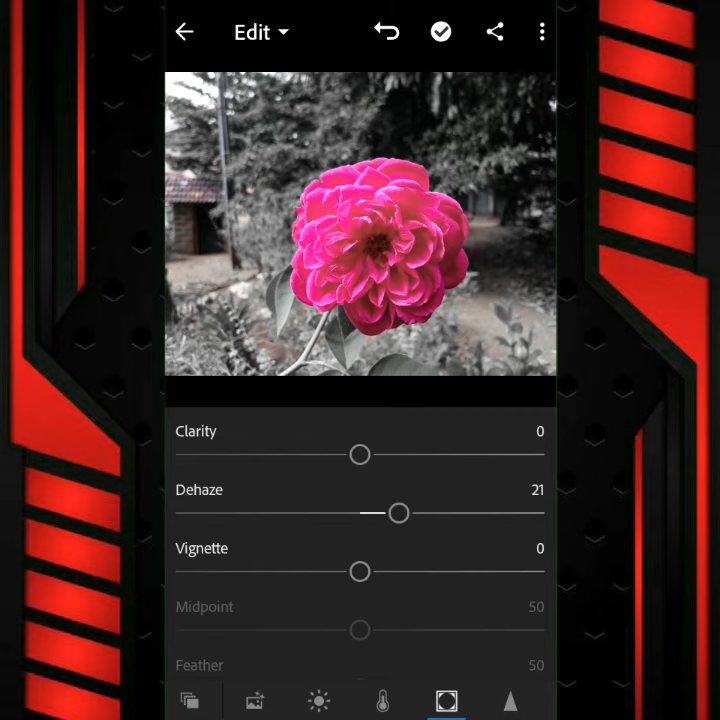 Edit
Clarity 0
Dehaze 21
Vignette 0
Midpoint 50
Feather 50